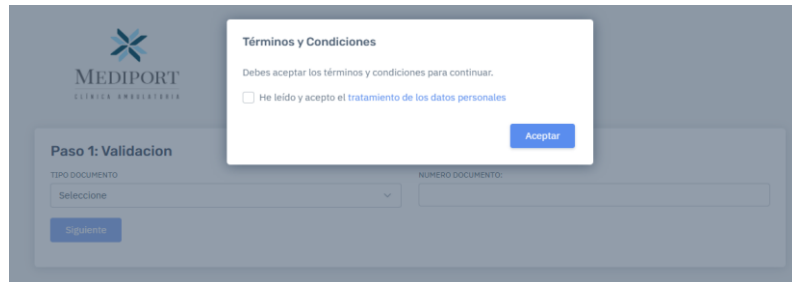 MEDIPORT
CLÍNICA AMBULATORIA
Términos y Condiciones
Debes aceptar los términos y condiciones para continuar.
He leído y acepto el tratamiento de los datos personales
Aceptar
Paso 1: Validacion
TIPO DOCUMENTO
NUMERO DOCUMENTO:
Seleccione
Siguiente